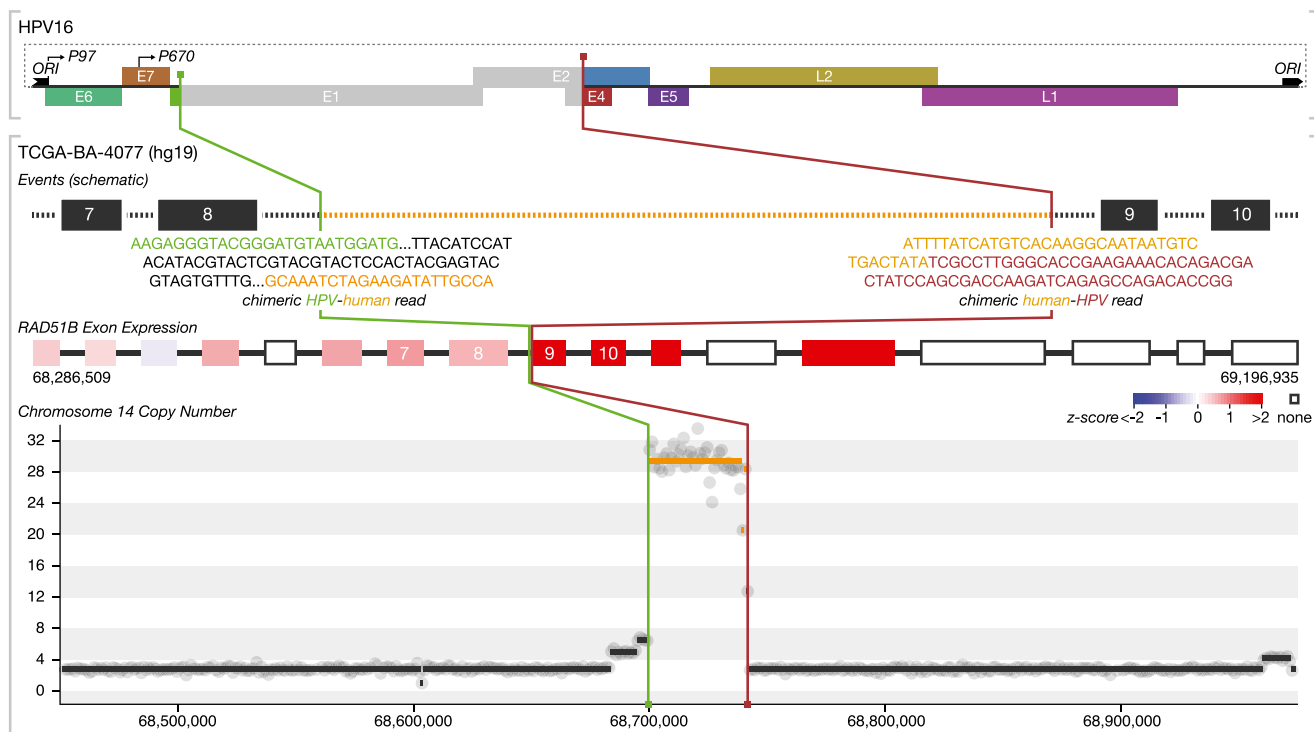 HPV16
P97 P670
ORI E7 E2 L2 ORI
E6 E1 E4 E5 L1
TCGA-BA-4077 (hg19)
Events (schematic)
7 8 9 10
AAGAGGGTACGGGATGTAATGGATG...TTACATCCAT
ACATACGTACTCGTACGTACTCCACTACGAGTAC
GTAGTGTTTG...GCAAATCTAGAAGATATTGCCA
chimeric HPV-human read
ATTTTATCATGTCACAAGGCAATAATGTC
TGACTATATCGCCTTGGGCACCGAAGAAACACAGACGA
CTATCCAGCGACCAAGATCAGAGCCAGACACCGG
chimeric human-HPV read
RAD51B Exon Expression
7 8 9 10
68,286,509 69,196,935
z-score <-2 -1 0 1 >2 none
Chromosome 14 Copy Number
32
28
24
20
16
12
8
4
0
68,500,000 68,600,000 68,700,000 68,800,000 68,900,000